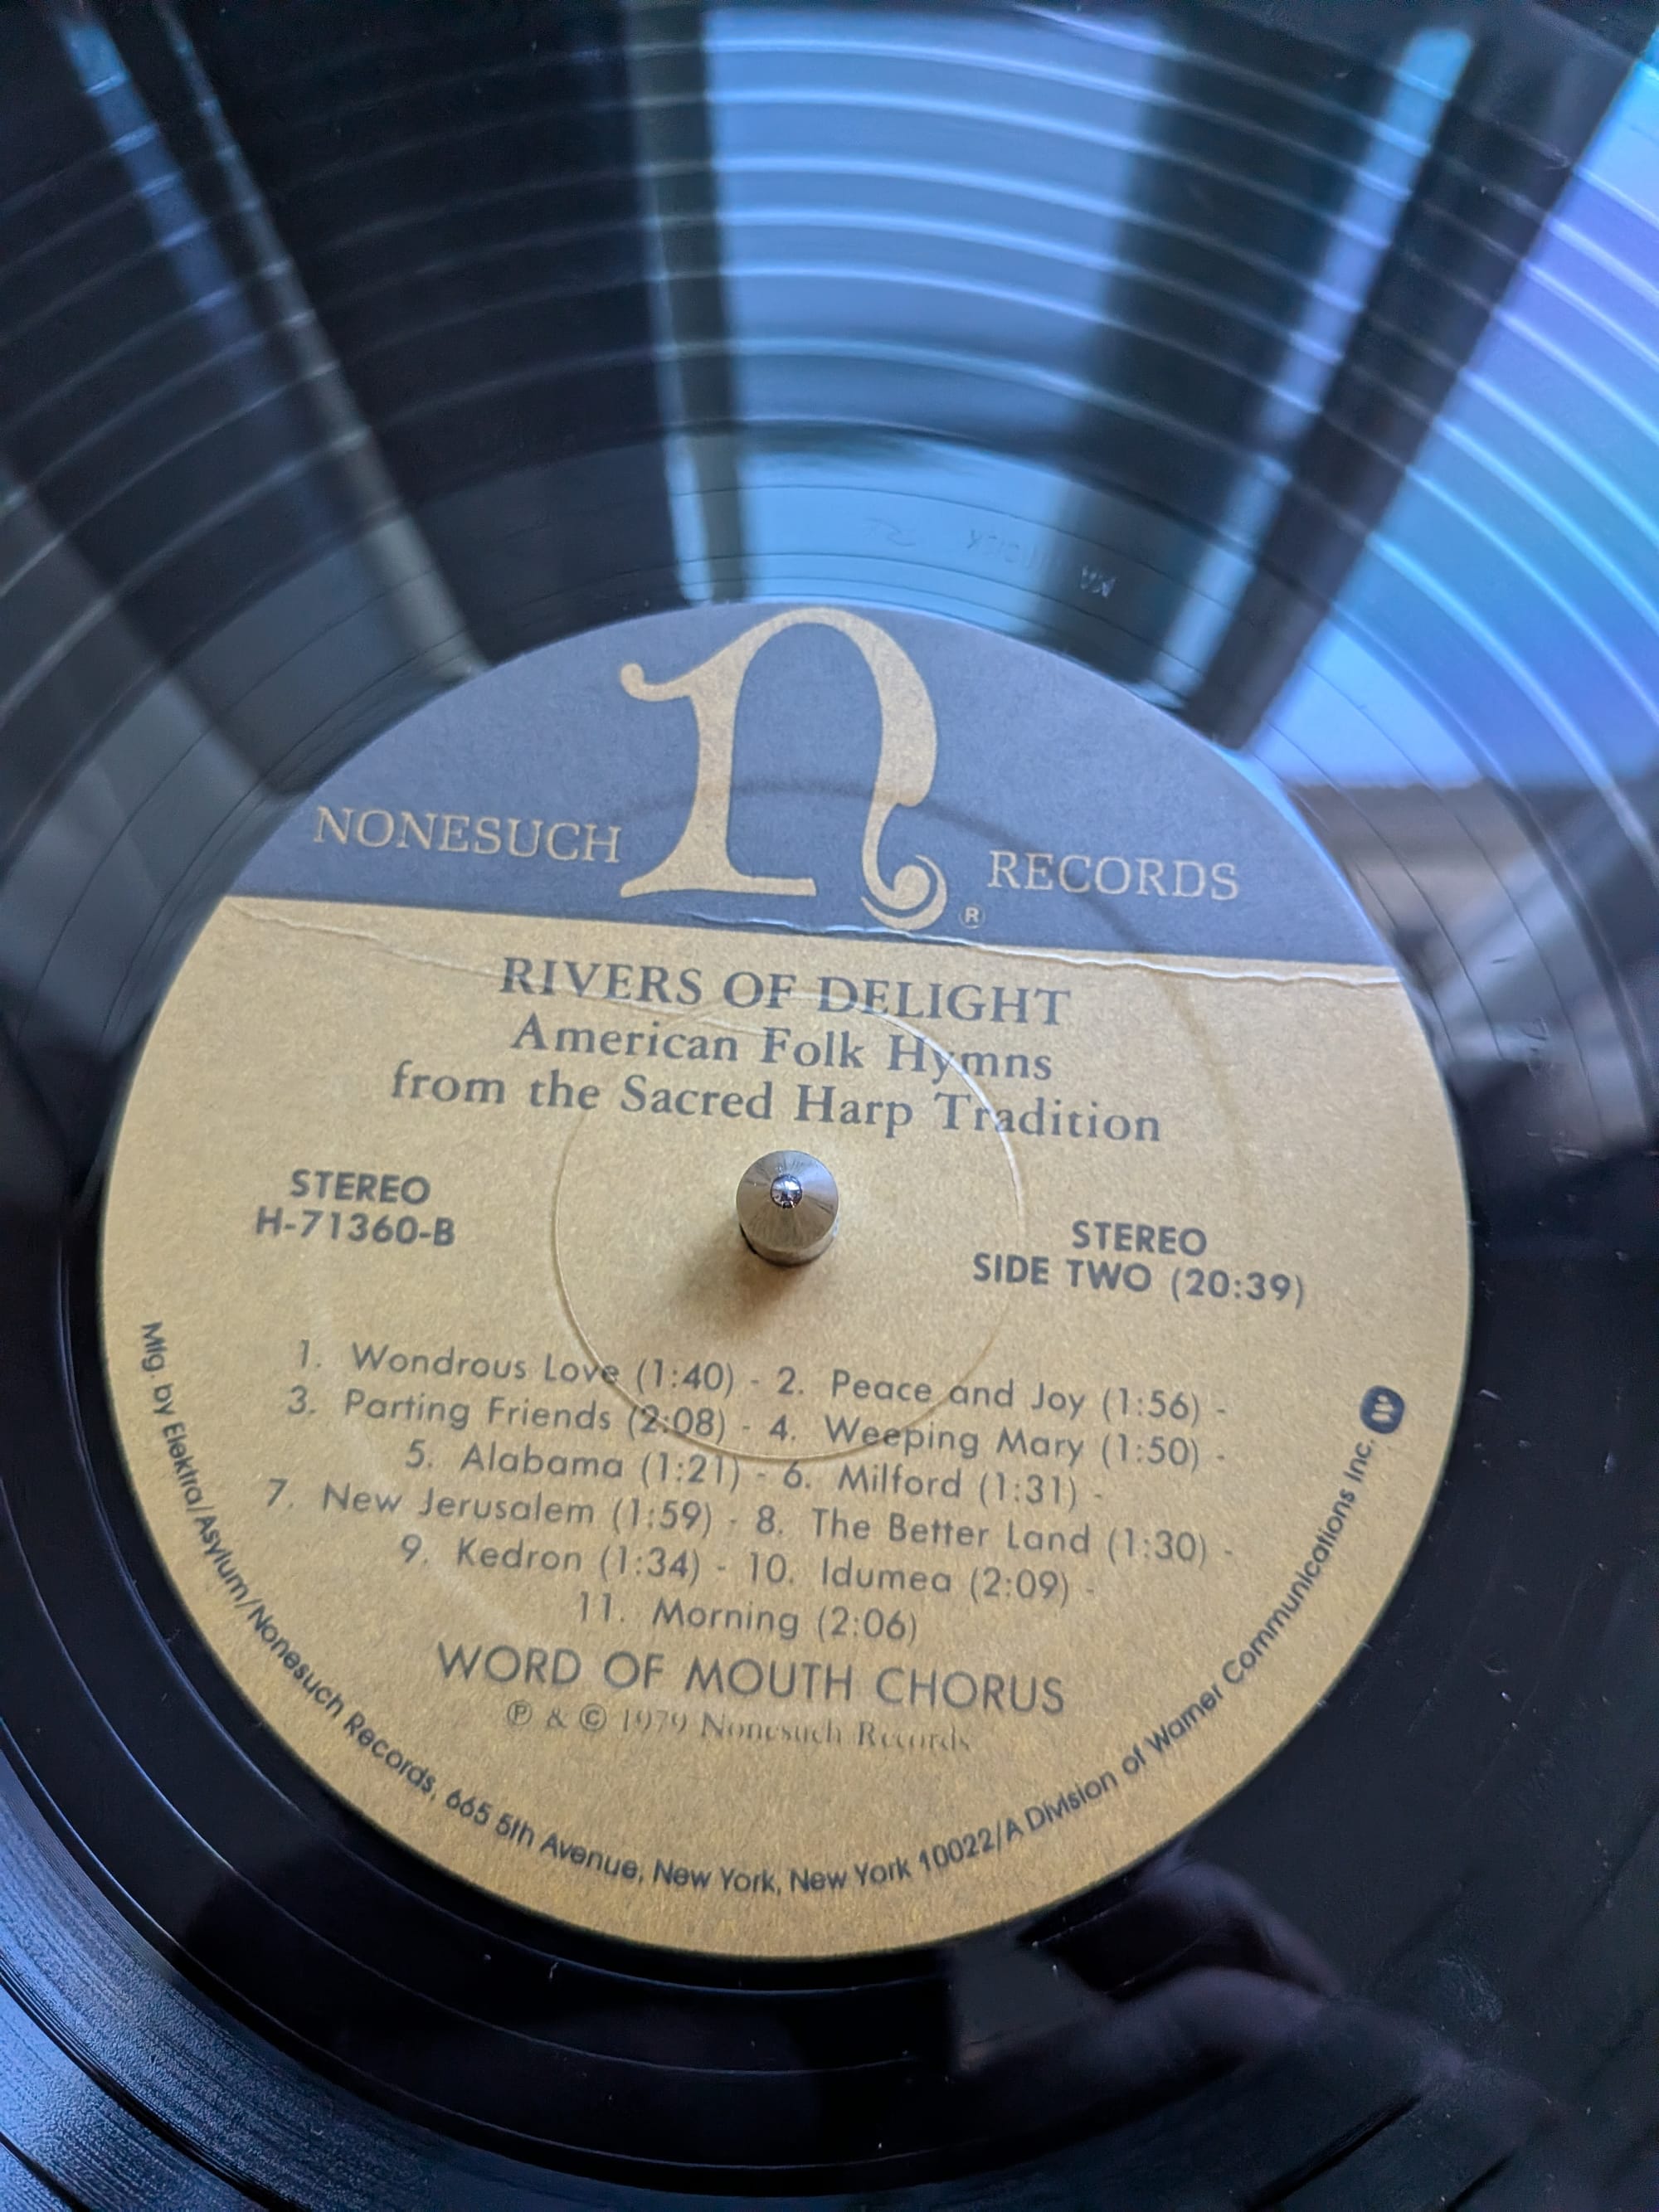 n
NONESUCH RECORDS
®
RIVERS OF DELIGHT
American Folk Hymns
from the Sacred Harp Tradition
STEREO
H-71360-B
STEREO
SIDE TWO (20:39)
1. Wondrous Love (1:40) - 2. Peace and Joy (1:56) -
3. Parting Friends (2:08) - 4. Weeping Mary (1:50) -
5. Alabama (1:21) - 6. Milford (1:31) -
7. New Jerusalem (1:59) - 8. The Better Land (1:30) -
9. Kedron (1:34) - 10. Idumea (2:09) -
11. Morning (2:06)
WORD OF MOUTH CHORUS
℗ & © 1979 Nonesuch Records
Mfg. by Elektra/Asylum/Nonesuch Records, 665 5th Avenue, New York, New York 10022/A Division of Warner Communications Inc.